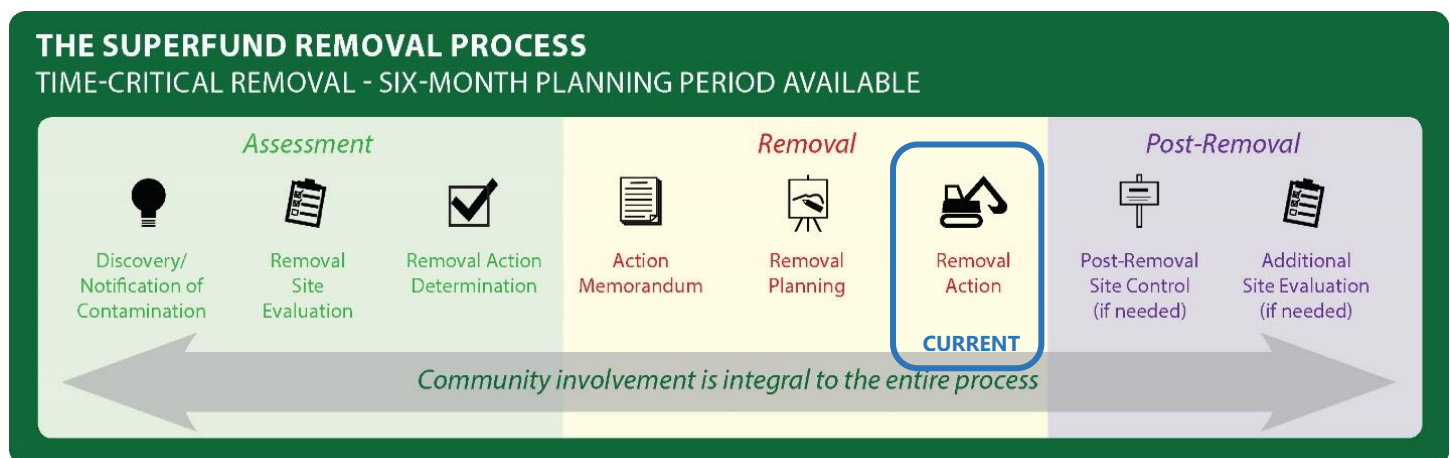 THE SUPERFUND REMOVAL PROCESS
TIME-CRITICAL REMOVAL - SIX-MONTH PLANNING PERIOD AVAILABLE
Assessment
Discovery/
Notification of
Contamination
Removal
Site
Evaluation
Removal Action
Determination
Removal
Action
Memorandum
Removal
Planning
Removal
Action
CURRENT
Post-Removal
Post-Removal
Site Control
(if needed)
Additional
Site Evaluation
(if needed)
Community involvement is integral to the entire process